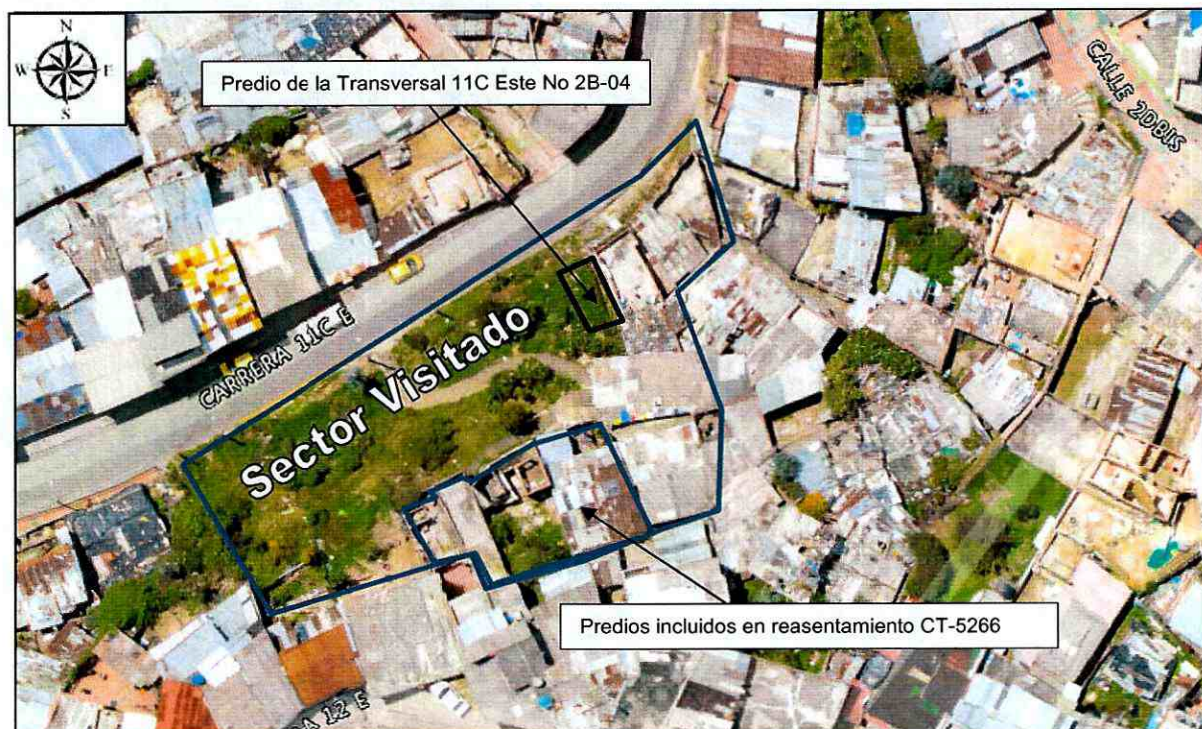 N
W E
S
Predio de la Transversal 11C Este No 2B-04
CALLE 2DBIS
CARRERA 11C E
Sector Visitado
Predios incluidos en reasentamiento CT-5266
12 E